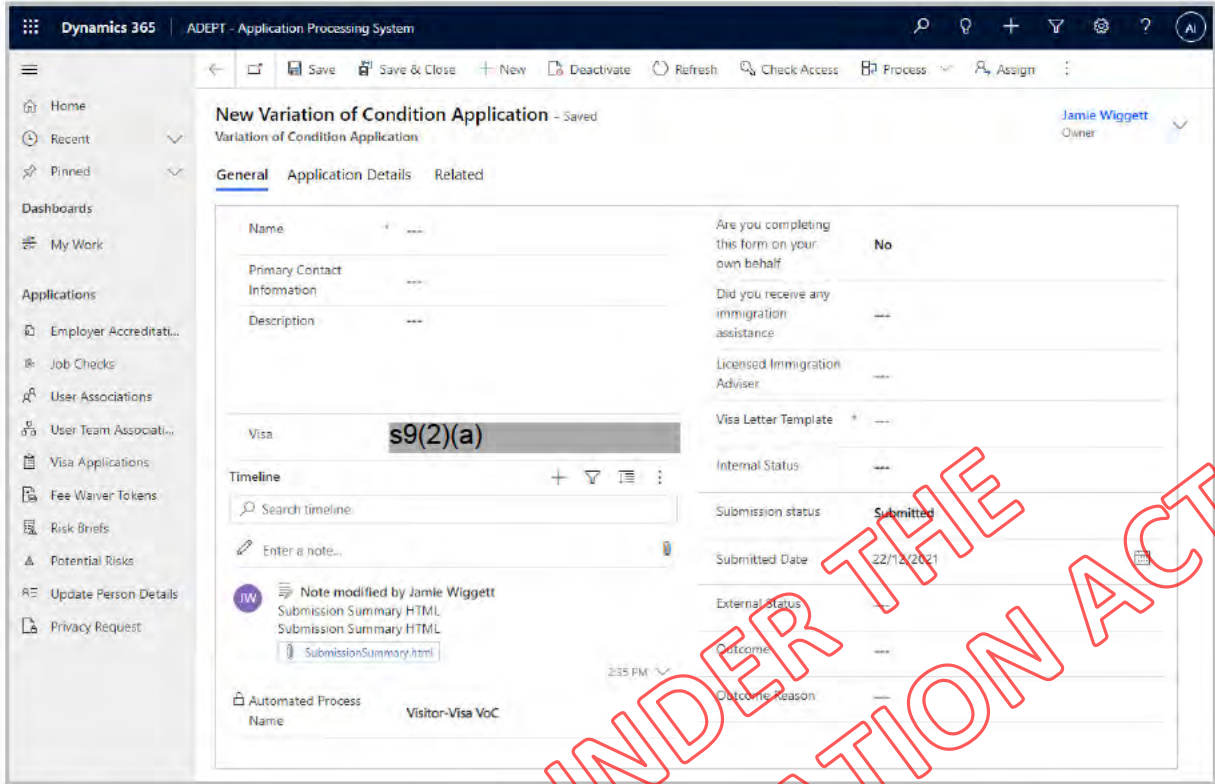 Dynamics 365 ADEPT - Application Processing System ? AI
Save Save & Close New Deactivate Refresh Check Access Process Assign
Home
Recent
Pinned
Dashboards
My Work
Applications
Employer Accreditati...
Job Checks
User Associations
User Team Associati...
Visa Applications
Fee Waiver Tokens
Risk Briefs
Potential Risks
Update Person Details
Privacy Request
New Variation of Condition Application - Saved
Variation of Condition Application
Jamie Wiggett
Owner
General Application Details Related
Name * ---
Primary Contact
Information ---
Description ---
Visa s9(2)(a)
Timeline
Search timeline
Enter a note...
JW Note modified by Jamie Wiggett
Submission Summary HTML
Submission Summary HTML
SubmissionSummary.html
2:35 PM
Automated Process
Name Visitor-Visa VoC
Are you completing
this form on your
own behalf No
Did you receive any
immigration
assistance ---
Licensed Immigration
Adviser ---
Visa Letter Template * ---
Internal Status ---
Submission status Submitted
Submitted Date 22/12/2021
External Status ---
Outcome ---
Outcome Reason ---
UNDER THE
ACT